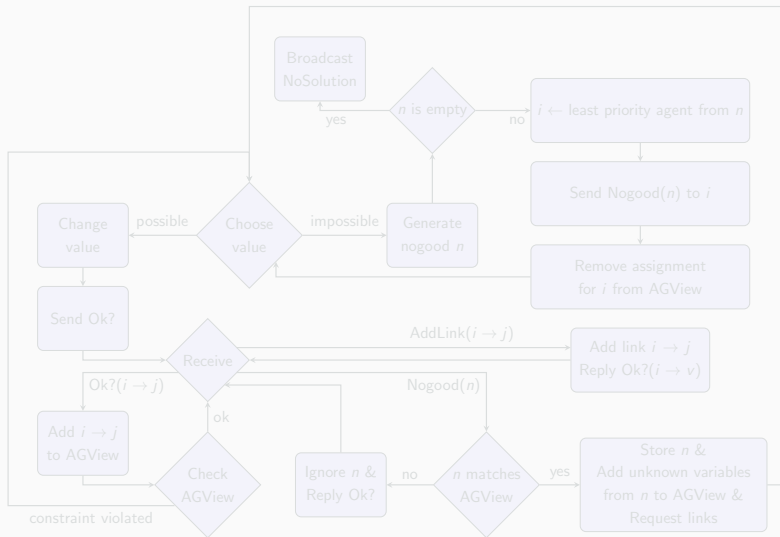 Broadcast
NoSolution
n is empty
yes
no
i ← least priority agent from n
Send Nogood(n) to i
Remove assignment
for i from AGView
Change
value
possible
Choose
value
impossible
Generate
nogood n
Send Ok?
Receive
AddLink(i → j)
Add link i → j
Reply Ok?(i → v)
Ok?(i → j)
Nogood(n)
ok
Add i → j
to AGView
Check
AGView
constraint violated
Ignore n &
Reply Ok?
no
n matches
AGView
yes
Store n &
Add unknown variables
from n to AGView &
Request links